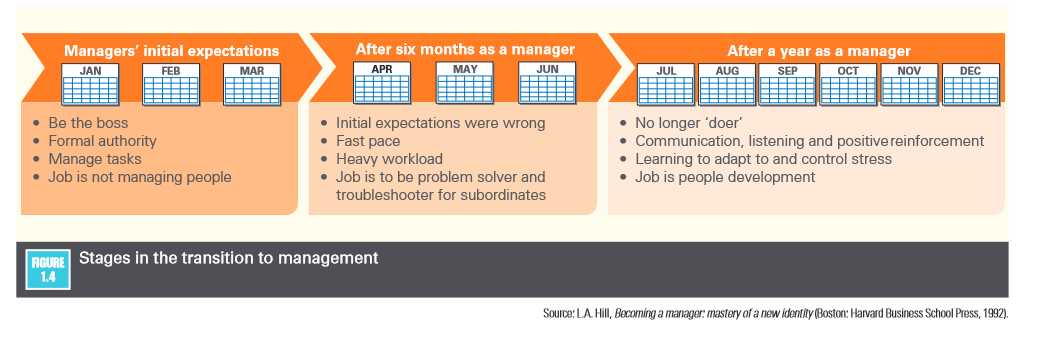 Managers' initial expectations
JAN FEB MAR
• Be the boss
• Formal authority
• Manage tasks
• Job is not managing people
After six months as a manager
APR MAY JUN
• Initial expectations were wrong
• Fast pace
• Heavy workload
• Job is to be problem solver and
troubleshooter for subordinates
After a year as a manager
JUL AUG SEP OCT NOV DEC
• No longer ‘doer’
• Communication, listening and positive reinforcement
• Learning to adapt to and control stress
• Job is people development
FIGURE
1.4
Stages in the transition to management
Source: L.A. Hill, Becoming a manager: mastery of a new identity (Boston: Harvard Business School Press, 1992).